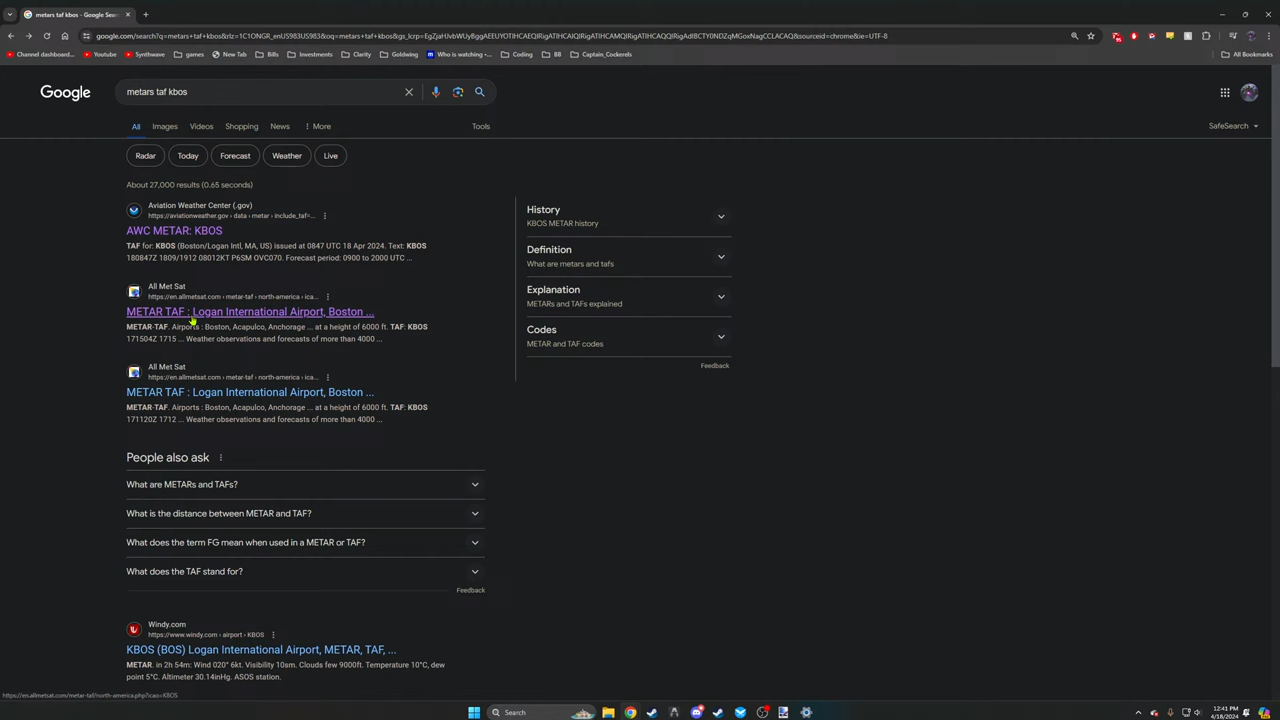 metars taf kbos - Google Sear
google.com/search?q=metars+taf+kbos&rlz=1C1ONGR_enUS983US983&oq=metars+taf+kbos&gs_lcrp=
Channel dashboard...
Youtube
Synthwave
games
New Tab
Bills
Investments
Clarity
Goldwing
Who is watching -...
Coding
BB
Captain_Cockerels
All Bookmarks
Google
metars taf kbos
All
Images
Videos
Shopping
News
More
Tools
SafeSearch
Radar
Today
Forecast
Weather
Live
About 27,000 results (0.65 seconds)
Aviation Weather Center (.gov)
https://aviationweather.gov › data › metar › include_taf=...
AWC METAR: KBOS
TAF for: KBOS (Boston/Logan Intl, MA, US) issued at 0847 UTC 18 Apr 2024. Text: KBOS
180847Z 1809/1912 08012KT P6SM OVC070. Forecast period: 0900 to 2000 UTC ...
All Met Sat
https://en.allmetsat.com › metar-taf › north-america › ica...
METAR TAF : Logan International Airport, Boston ...
METAR-TAF. Airports : Boston, Acapulco, Anchorage ... at a height of 6000 ft. TAF: KBOS
171504Z 1715 ... Weather observations and forecasts of more than 4000 ...
All Met Sat
https://en.allmetsat.com › metar-taf › north-america › ica...
METAR TAF : Logan International Airport, Boston ...
METAR-TAF. Airports : Boston, Acapulco, Anchorage ... at a height of 6000 ft. TAF: KBOS
171120Z 1712 ... Weather observations and forecasts of more than 4000 ...
People also ask
What are METARs and TAFs?
What is the distance between METAR and TAF?
What does the term FG mean when used in a METAR or TAF?
What does the TAF stand for?
Feedback
Windy.com
https://www.windy.com › airport › KBOS
KBOS (BOS) Logan International Airport, METAR, TAF, ...
METAR. in 2h 54m: Wind 020° 6kt. Visibility 10sm. Clouds few 9000ft. Temperature 10°C, dew
point 5°C. Altimeter 30.14inHg. ASOS station.
History
KBOS METAR history
Definition
What are metars and tafs
Explanation
METARs and TAFs explained
Codes
METAR and TAF codes
Feedback
https://en.allmetsat.com/metar-taf/north-america.php?icao=KBOS
Search
12:41 PM
4/18/2024